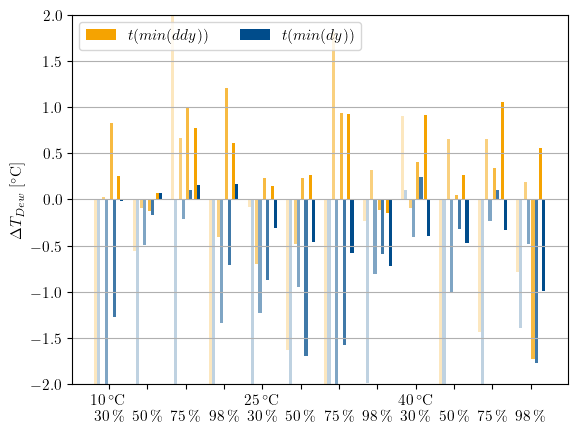 t(min(ddy)) t(min(dy))
2.0
1.5
1.0
0.5
0.0
−0.5
−1.0
−1.5
−2.0
ΔT_Dew [°C]
10 °C 25 °C 40 °C
30 % 50 % 75 % 98 % 30 % 50 % 75 % 98 % 30 % 50 % 75 % 98 %